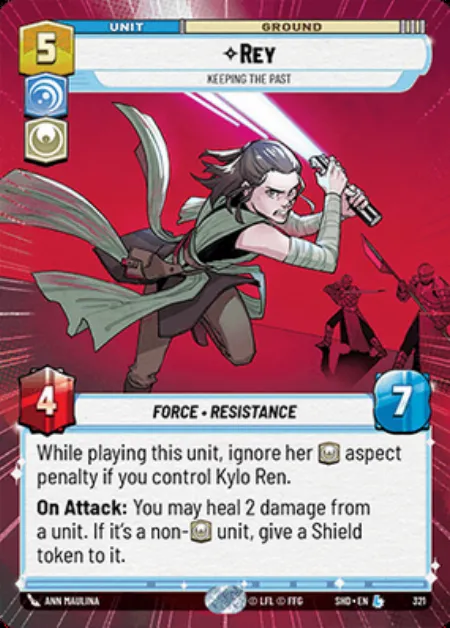 UNIT GROUND
5
REY
KEEPING THE PAST
4
FORCE • RESISTANCE
7
While playing this unit, ignore her aspect
penalty if you control Kylo Ren.
On Attack: You may heal 2 damage from
a unit. If it's a non- unit, give a Shield
token to it.
ANN MAULINA © LFL © FFG SHD • EN L 321